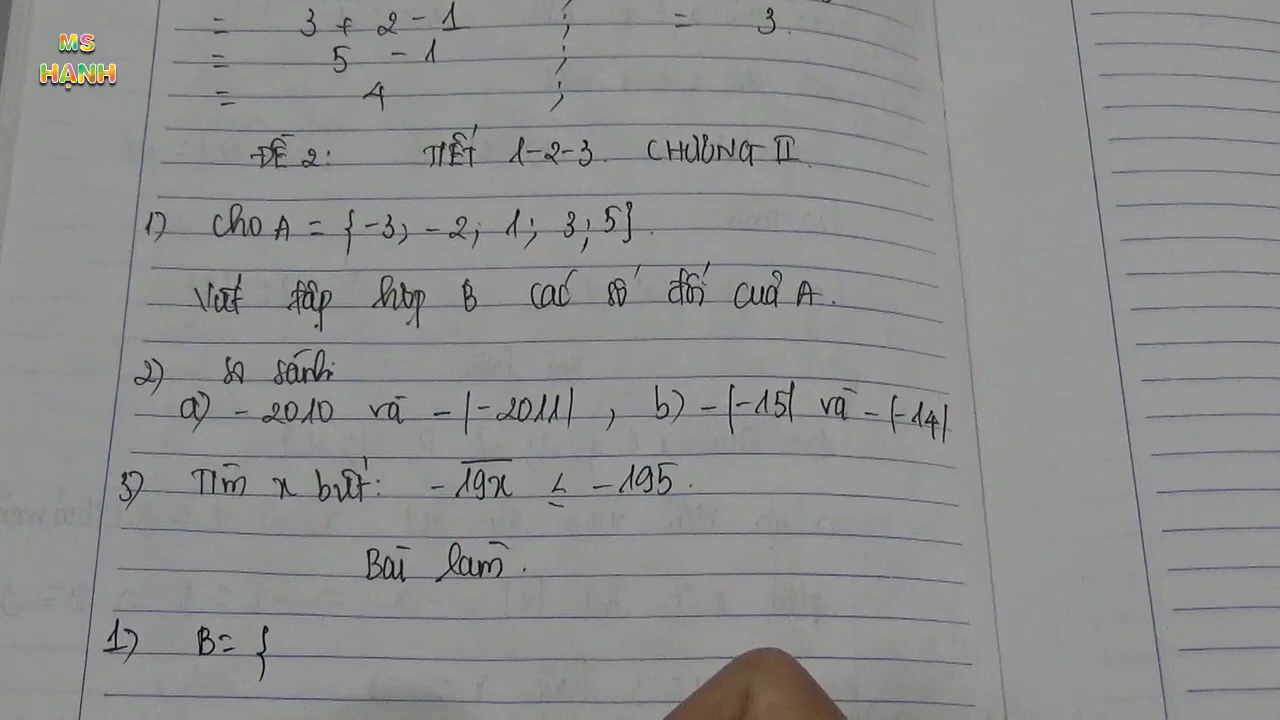 MS
HẠNH
= 3 + 2 - 1 ; = 3.
= 5 - 1 ;
= 4 ;
ĐỀ 2: TIẾT 1-2-3. CHƯƠNG II
1) Cho A = {-3; -2; 1; 3; 5}.
Viết tập hợp B các số đối của A.
2) So sánh:
a) - 2010 và - |-2011| , b) - |-15| và - |-14|
3) Tìm x biết: - \overline{19x} ≤ - 195.
Bài làm.
1) B = {